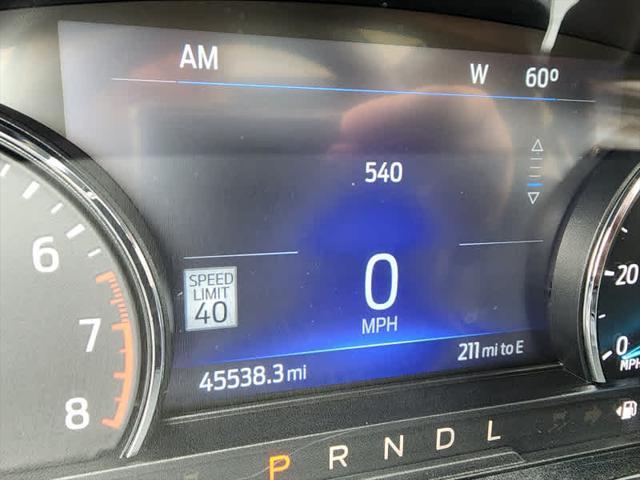 AM W 60°
540
SPEED
LIMIT
40
0
MPH
45538.3 mi 211 mi to E
6
7
8
20
0
MPH
P R N D L